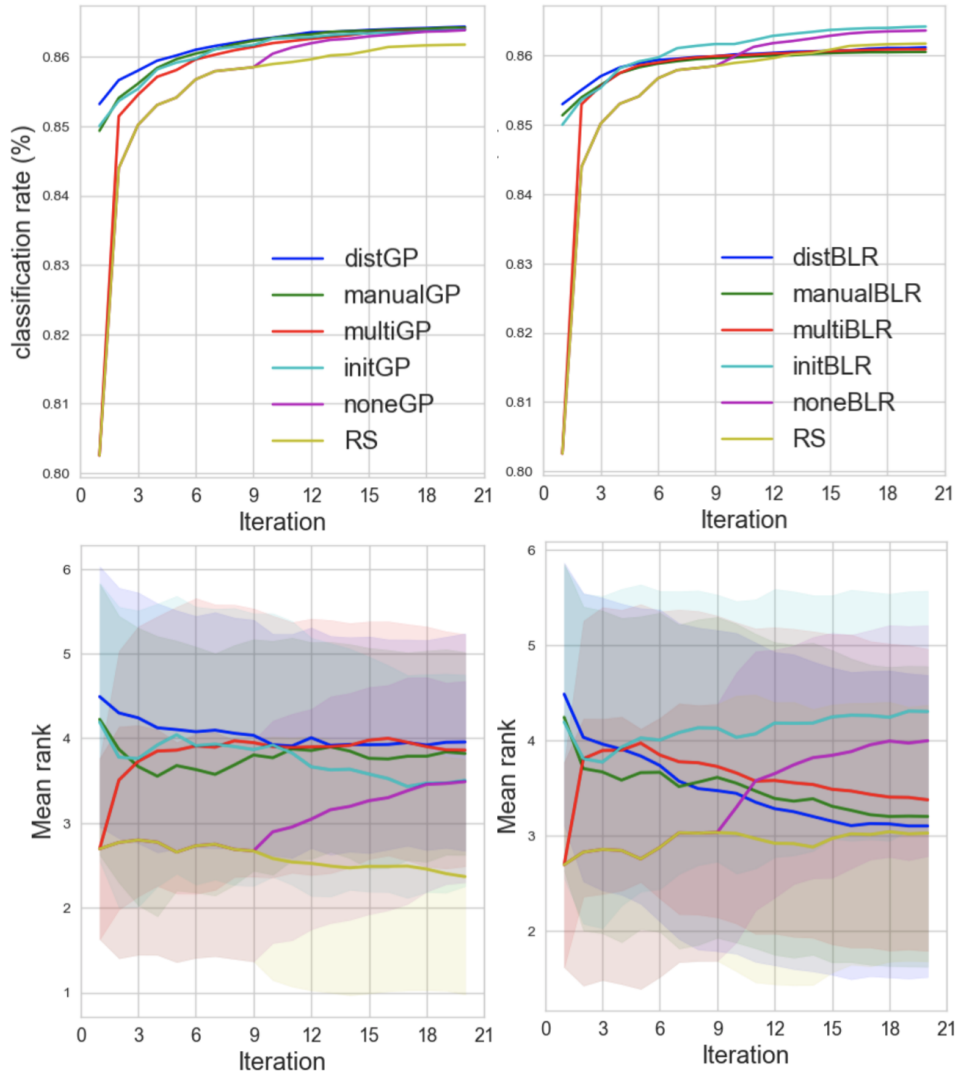 classification rate (%)
0.86
0.85
0.84
0.83
0.82
0.81
0.80
distGP
manualGP
multiGP
initGP
noneGP
RS
0 3 6 9 12 15 18 21
Iteration
0.86
0.85
0.84
0.83
0.82
0.81
0.80
distBLR
manualBLR
multiBLR
initBLR
noneBLR
RS
0 3 6 9 12 15 18 21
Iteration
Mean rank
6
5
4
3
2
1
0 3 6 9 12 15 18 21
Iteration
Mean rank
6
5
4
3
2
0 3 6 9 12 15 18 21
Iteration